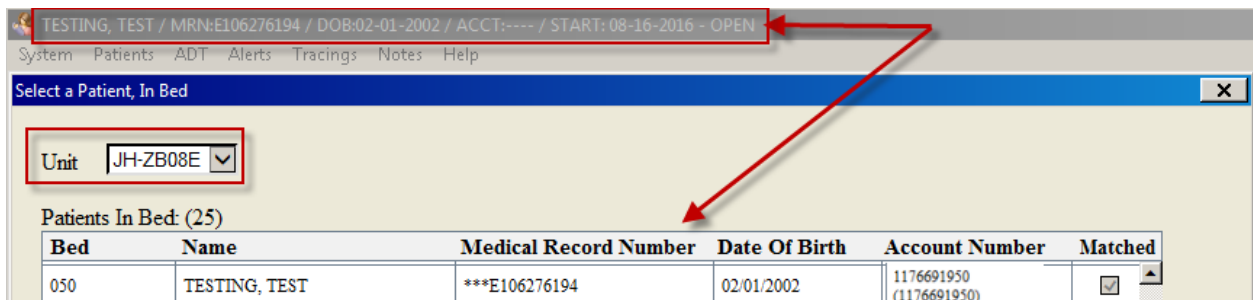 TESTING, TEST / MRN:E106276194 / DOB:02-01-2002 / ACCT:---- / START: 08-16-2016 - OPEN
System Patients ADT Alerts Tracings Notes Help
Select a Patient, In Bed
Unit JH-ZB08E
Patients In Bed: (25)
Bed Name Medical Record Number Date Of Birth Account Number Matched
050 TESTING, TEST ***E106276194 02/01/2002 1176691950
(1176691950)